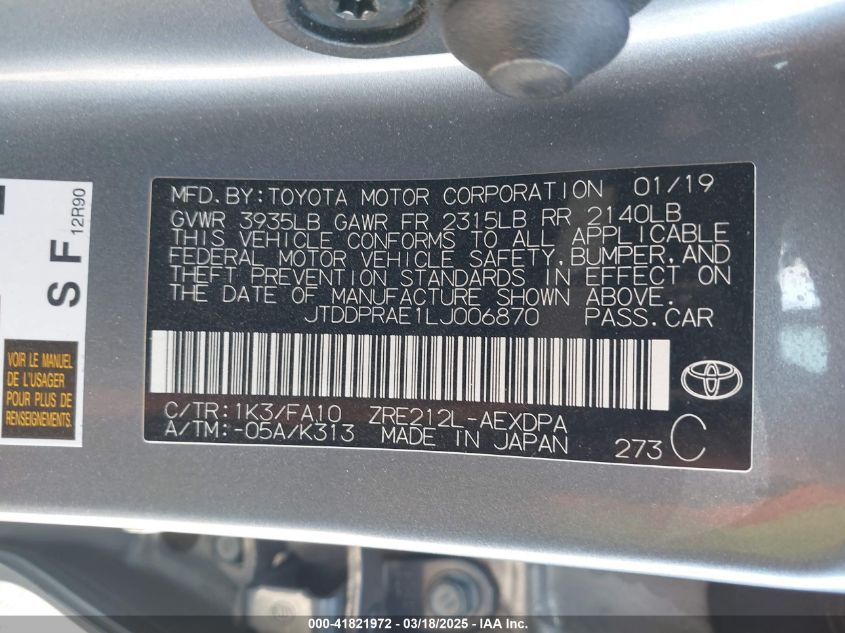 MFD. BY: TOYOTA MOTOR CORPORATION 01/19
GVWR 3935LB GAWR FR 2315LB RR 2140LB
THIS VEHICLE CONFORMS TO ALL APPLICABLE
FEDERAL MOTOR VEHICLE SAFETY, BUMPER, AND
THEFT PREVENTION STANDARDS IN EFFECT ON
THE DATE OF MANUFACTURE SHOWN ABOVE.
JTDDPRAE1LJ006870 PASS.CAR
C/TR: 1K3/FA10 ZRE212L-AEXDPA
A/TM: -05A/K313 MADE IN JAPAN
273 C
S F
12R90
VOIR LE MANUEL
DE L'USAGER
POUR PLUS DE
RENSEIGNEMENTS.
000-41821972 / 03/18/2025 — IAA Inc.